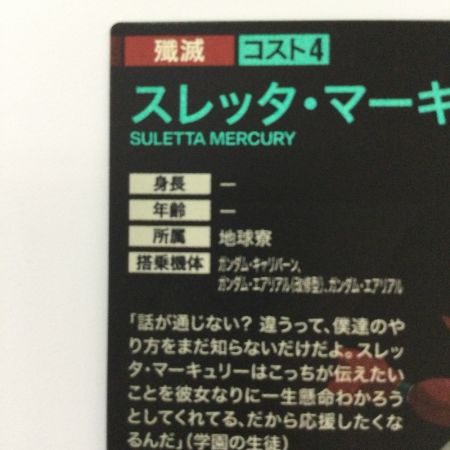 殲滅 コスト4
スレッタ・マーキ
SULETTA MERCURY
身長 ー
年齢 ー
所属 地球寮
搭乗機体 ガンダム・キャリバーン、
ガンダム・エアリアル(改修型)、ガンダム・エアリアル
「話が通じない? 違うって、僕達のや
り方をまだ知らないだけだよ。スレッ
タ・マーキュリーはこっちが伝えたい
ことを彼女なりに一生懸命わかろう
としてくれてる、だから応援したくな
るんだ」(学園の生徒)